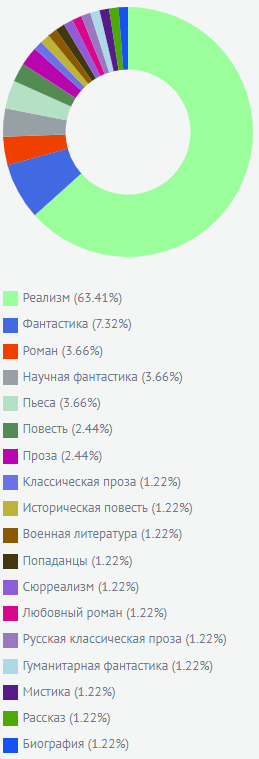 Реализм (63.41%)
Фантастика (7.32%)
Роман (3.66%)
Научная фантастика (3.66%)
Пьеса (3.66%)
Повесть (2.44%)
Проза (2.44%)
Классическая проза (1.22%)
Историческая повесть (1.22%)
Военная литература (1.22%)
Попаданцы (1.22%)
Сюрреализм (1.22%)
Любовный роман (1.22%)
Русская классическая проза (1.22%)
Гуманитарная фантастика (1.22%)
Мистика (1.22%)
Рассказ (1.22%)
Биография (1.22%)